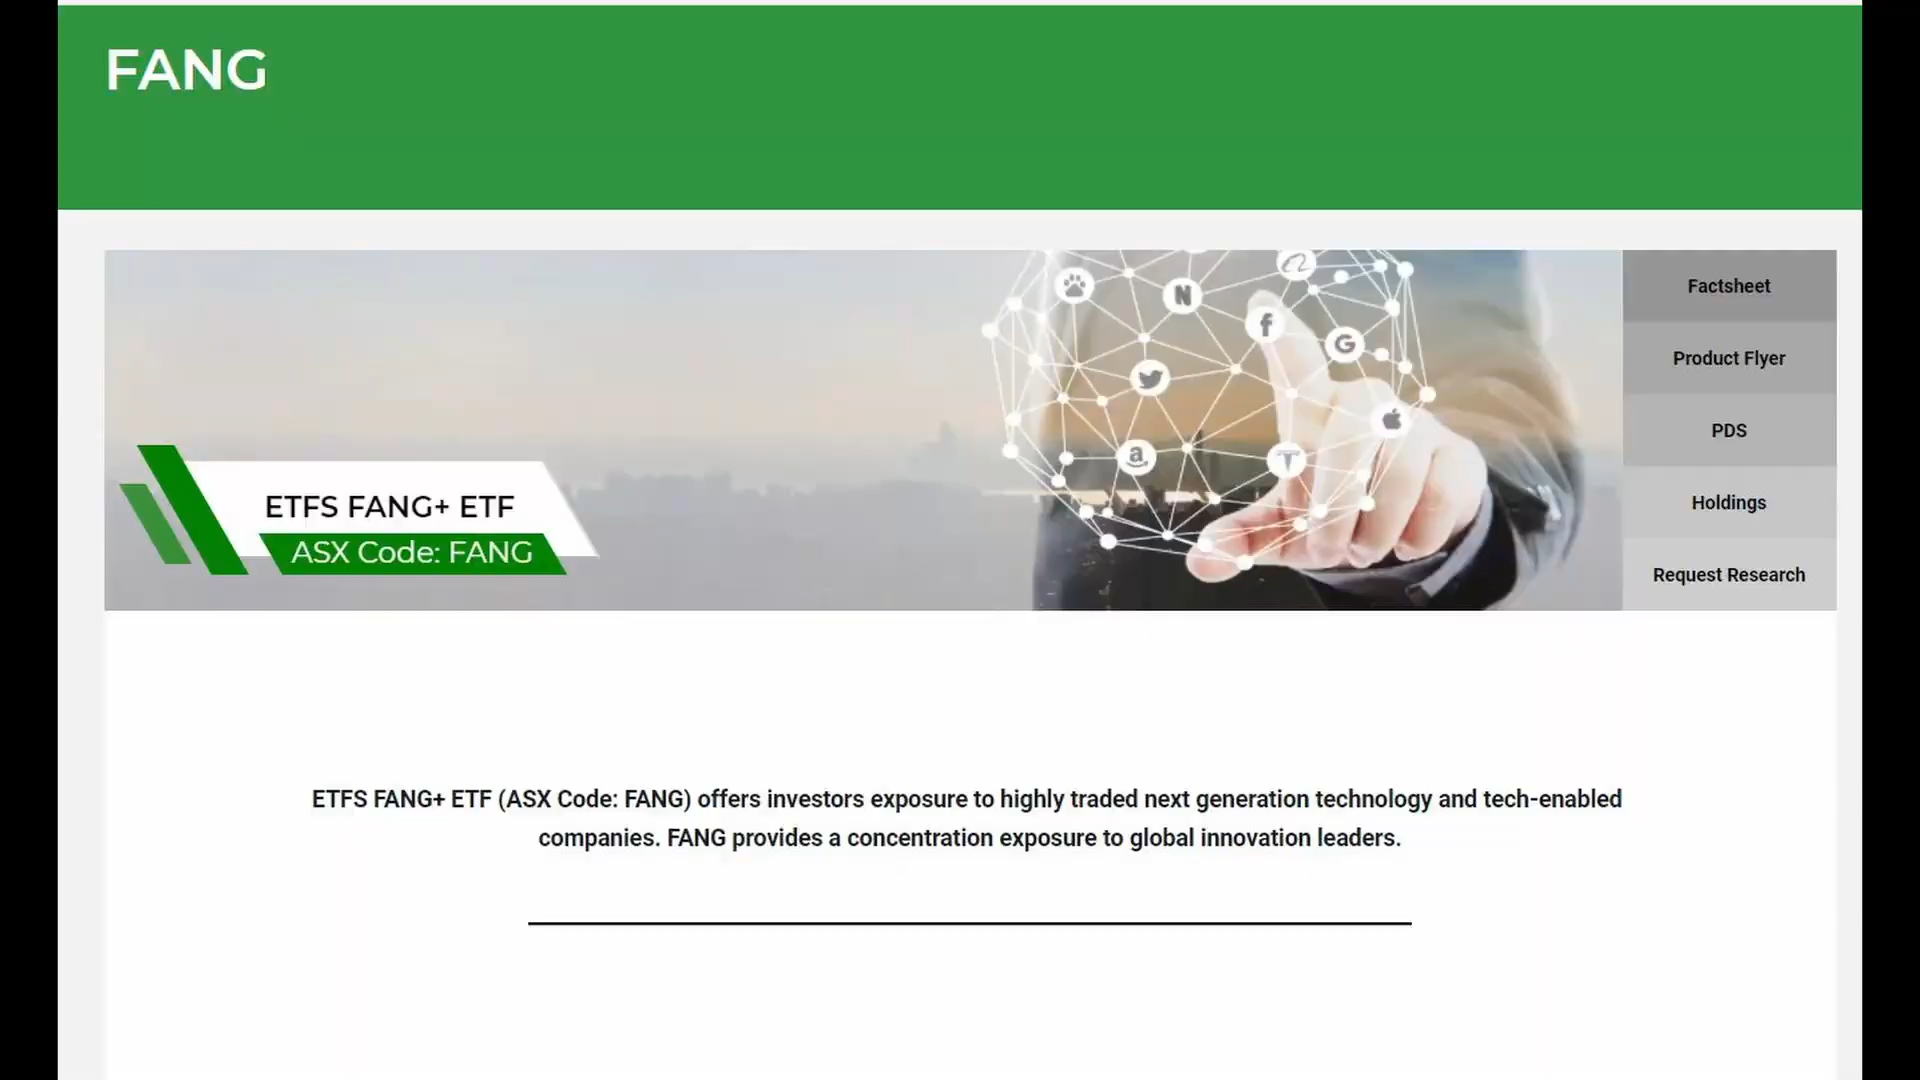 FANG
N
f
G
a
T
ETFS FANG+ ETF
ASX Code: FANG
Factsheet
Product Flyer
PDS
Holdings
Request Research
ETFS FANG+ ETF (ASX Code: FANG) offers investors exposure to highly traded next generation technology and tech-enabled
companies. FANG provides a concentration exposure to global innovation leaders.